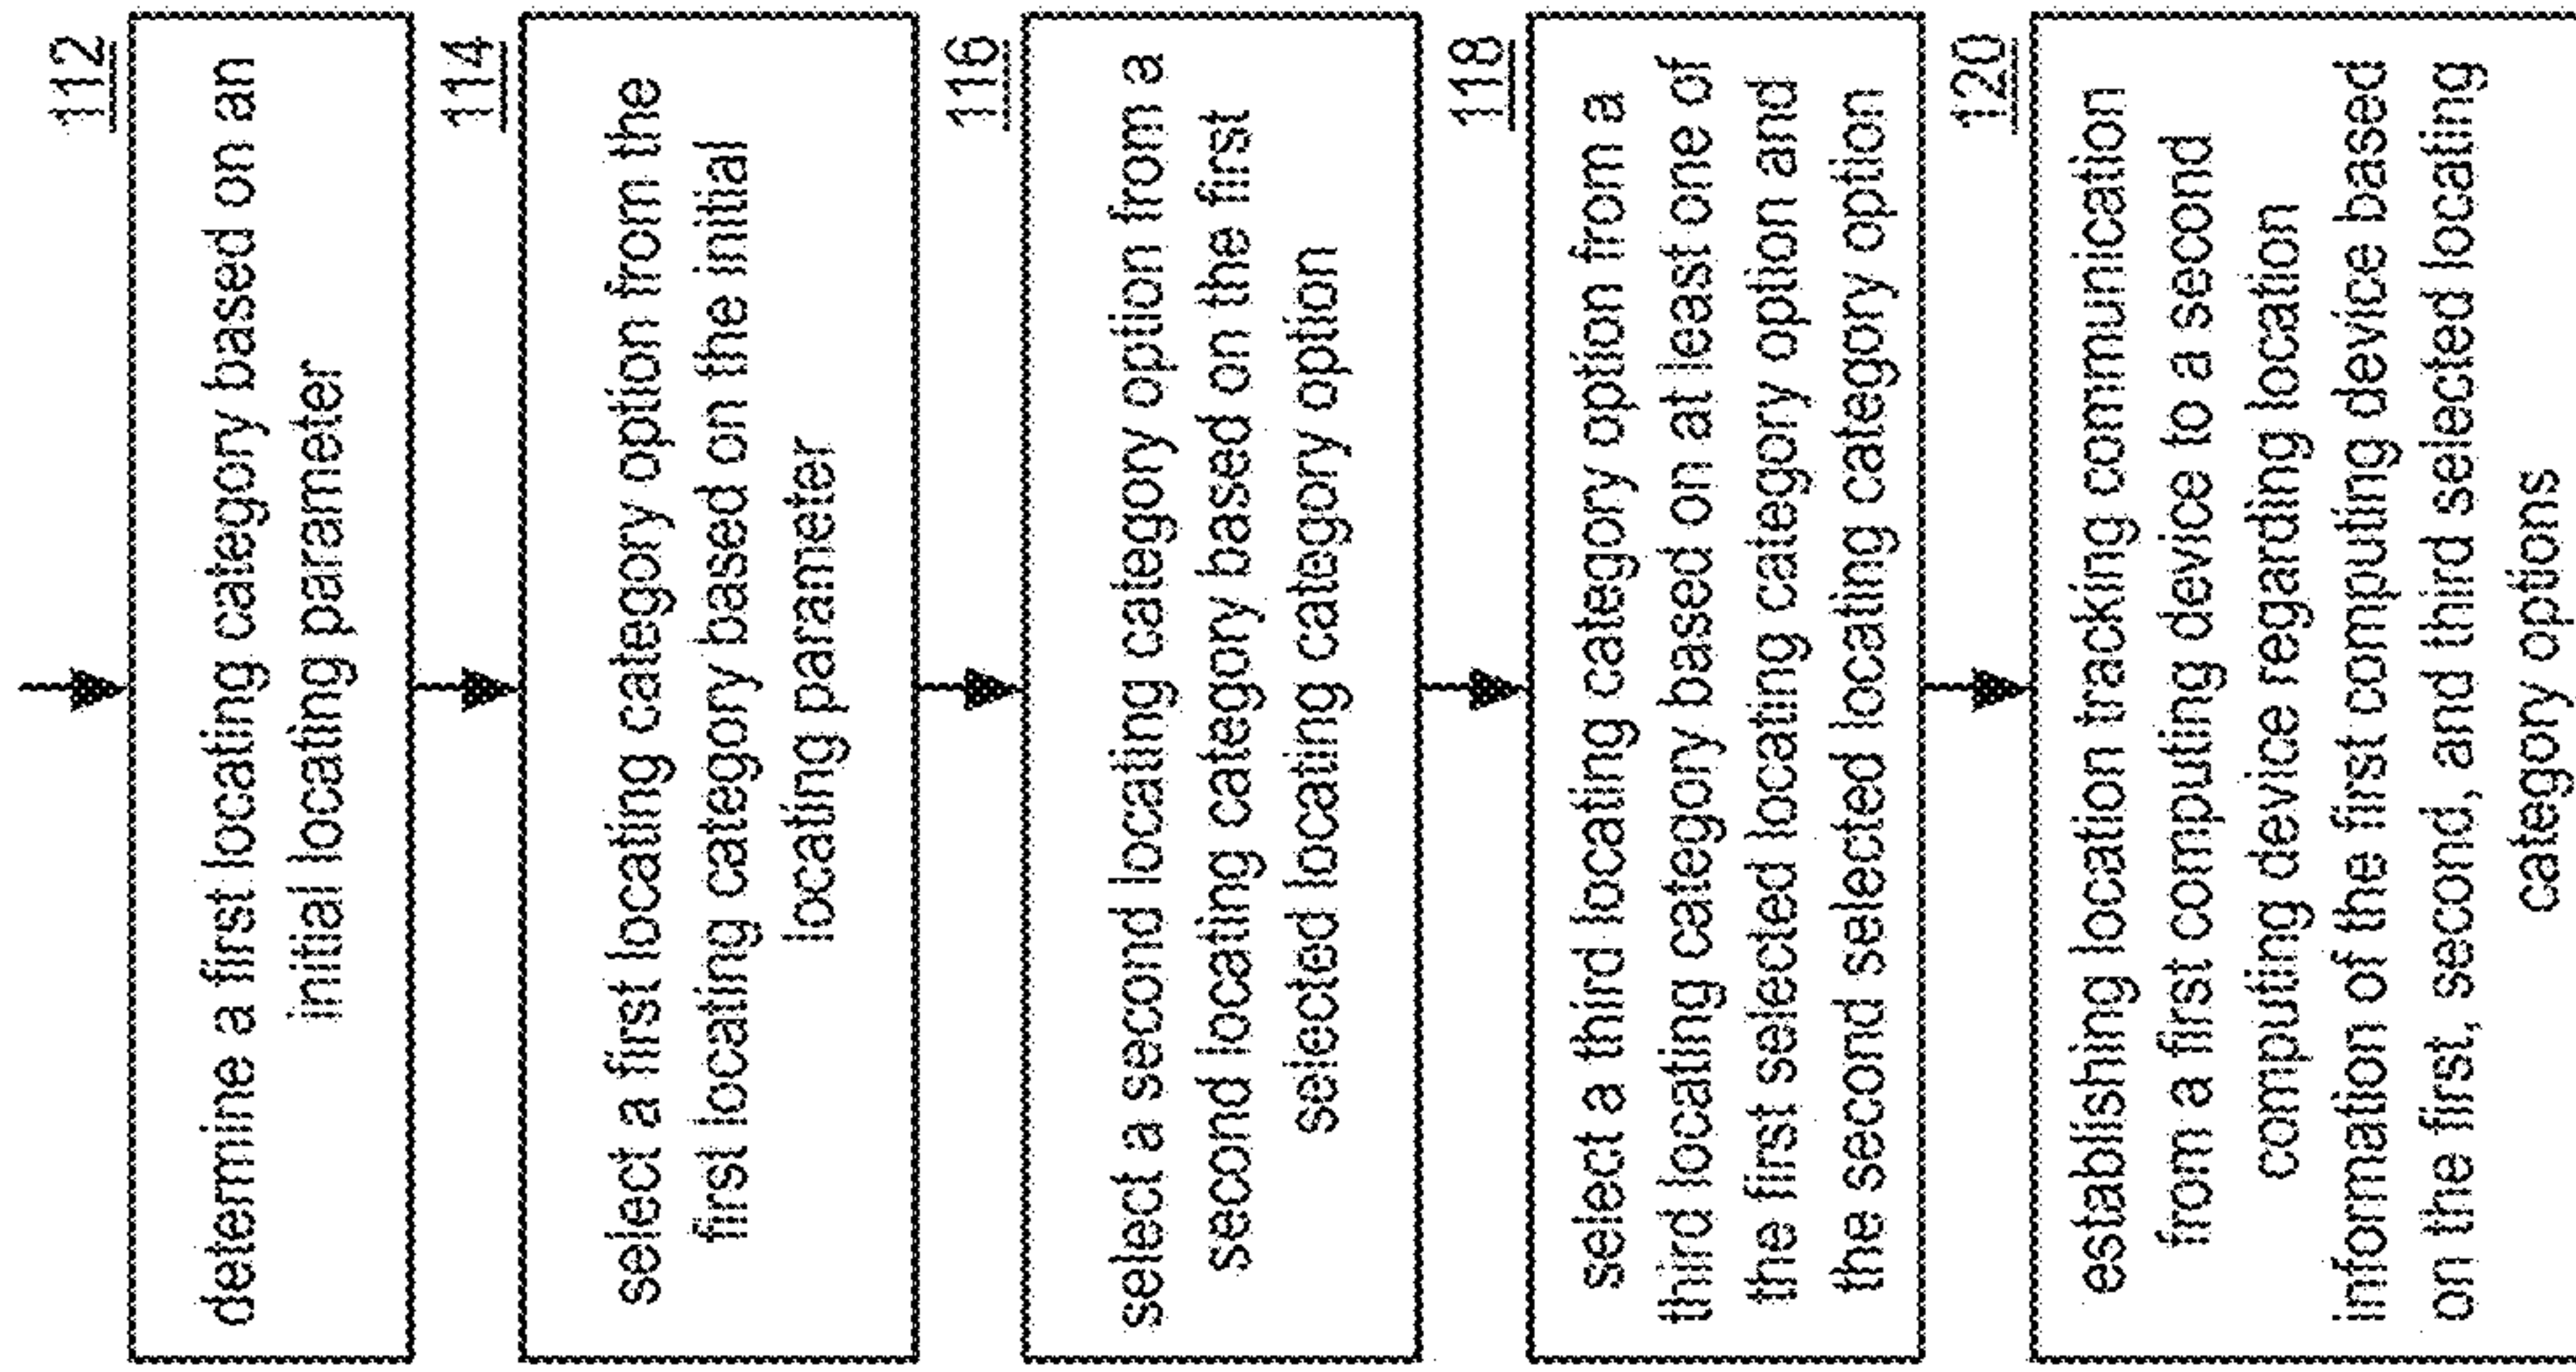 112
determine a first locating category based on an
initial locating parameter
114
select a first locating category option from the
first locating category based on the initial
locating parameter
116
select a second locating category option from a
second locating category based on the first
selected locating category option
118
select a third locating category option from a
third locating category based on at least one of
the first selected locating category option and
the second selected locating category option
120
establishing location tracking communication
from a first computing device to a second
computing device regarding location
information of the first computing device based
on the first, second, and third selected locating
category options